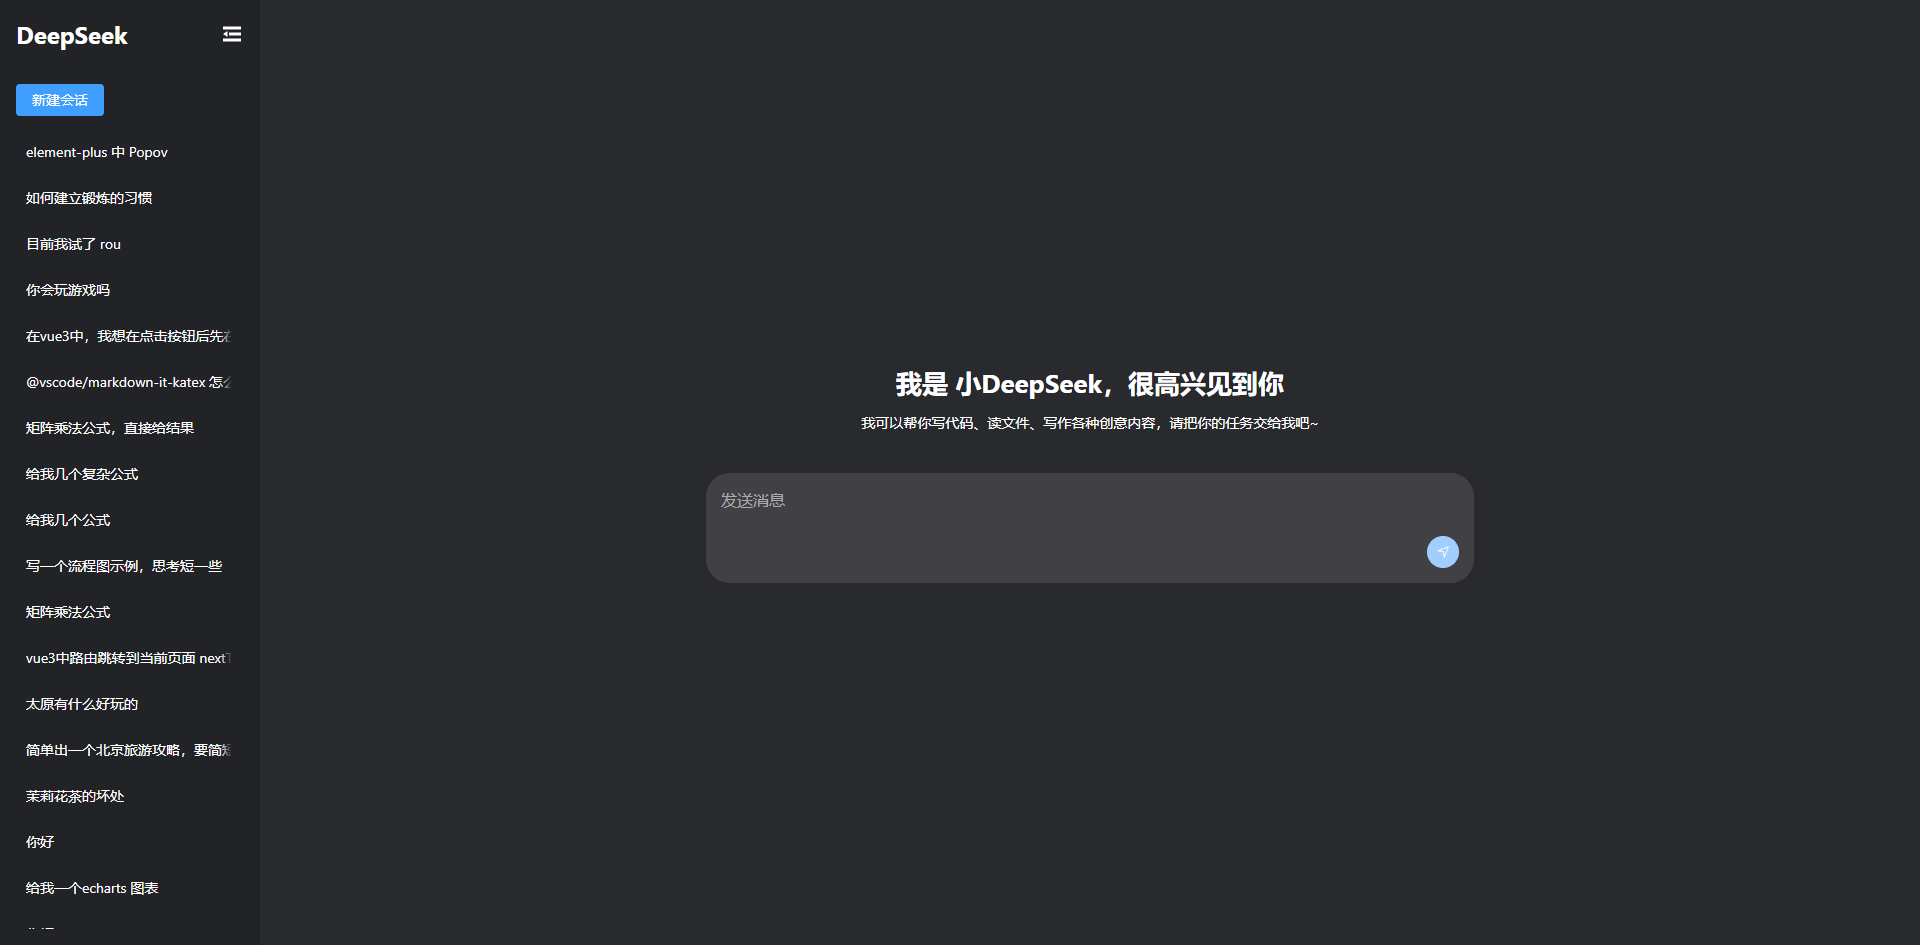 DeepSeek
新建会话
element-plus 中 Popov
如何建立锻炼的习惯
目前我试了 rou
你会玩游戏吗
在vue3中，我想在点击按钮后先在
@vscode/markdown-it-katex 怎么
矩阵乘法公式，直接给结果
给我几个复杂公式
给我几个公式
写一个流程图示例，思考短一些
矩阵乘法公式
vue3中路由跳转到当前页面 nextT
太原有什么好玩的
简单出一个北京旅游攻略，要简短
茉莉花茶的坏处
你好
给我一个echarts 图表
我是 小DeepSeek，很高兴见到你
我可以帮你写代码、读文件、写作各种创意内容，请把你的任务交给我吧~
发送消息